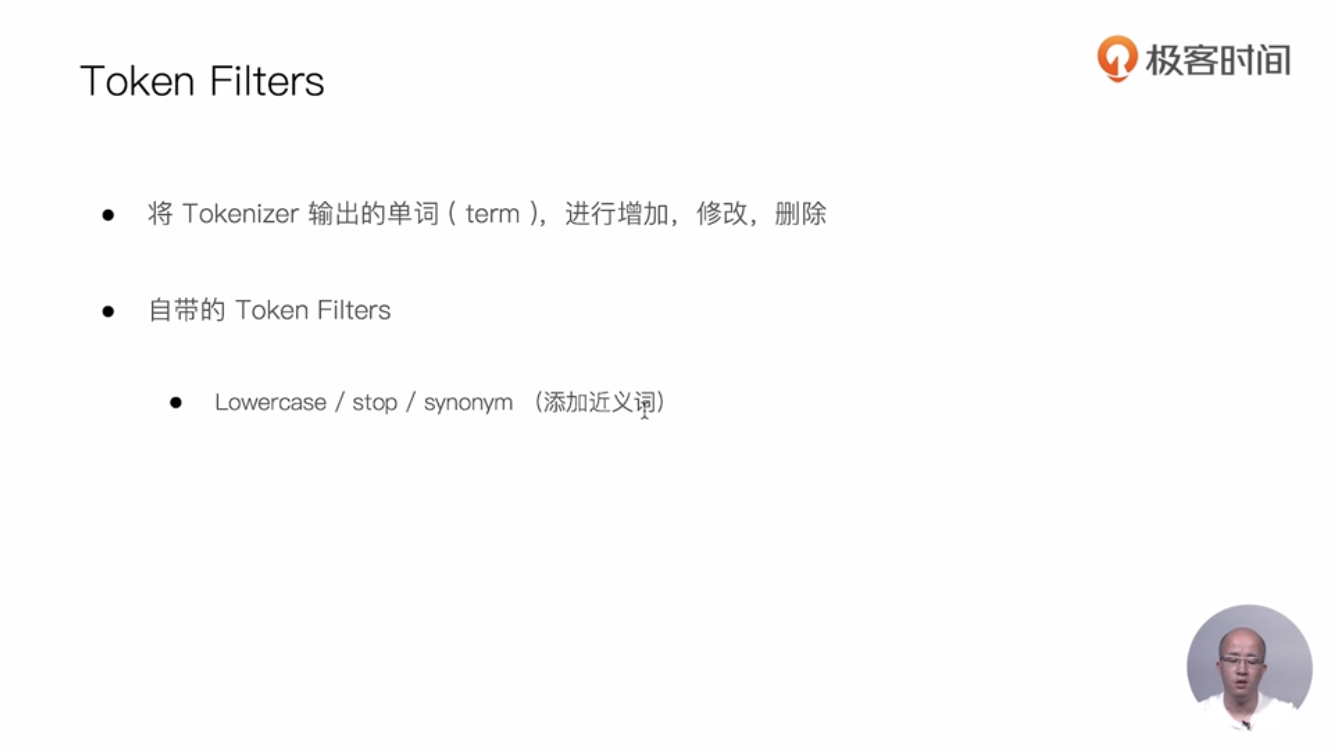 Token Filters
极客时间
将 Tokenizer 输出的单词 ( term ), 进行增加, 修改, 删除
自带的 Token Filters
Lowercase / stop / synonym （添加近义词）